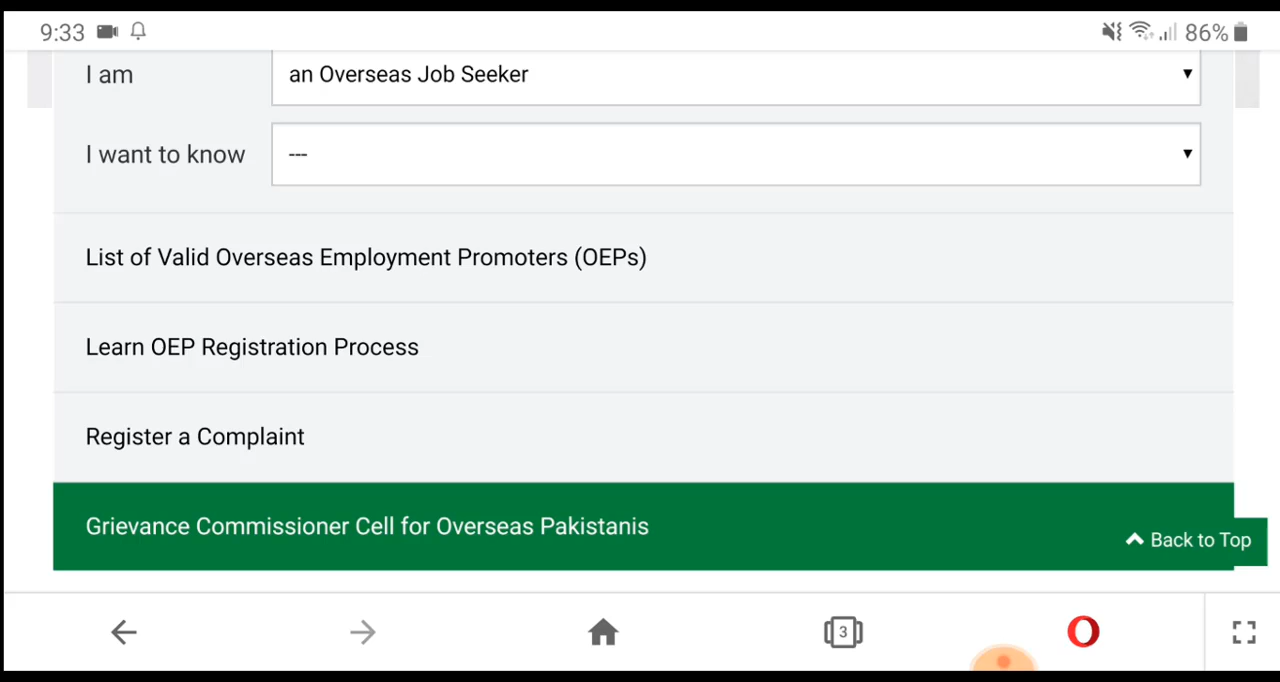 9:33 86%
I am an Overseas Job Seeker
I want to know ---
List of Valid Overseas Employment Promoters (OEPs)
Learn OEP Registration Process
Register a Complaint
Grievance Commissioner Cell for Overseas Pakistanis
Back to Top
3